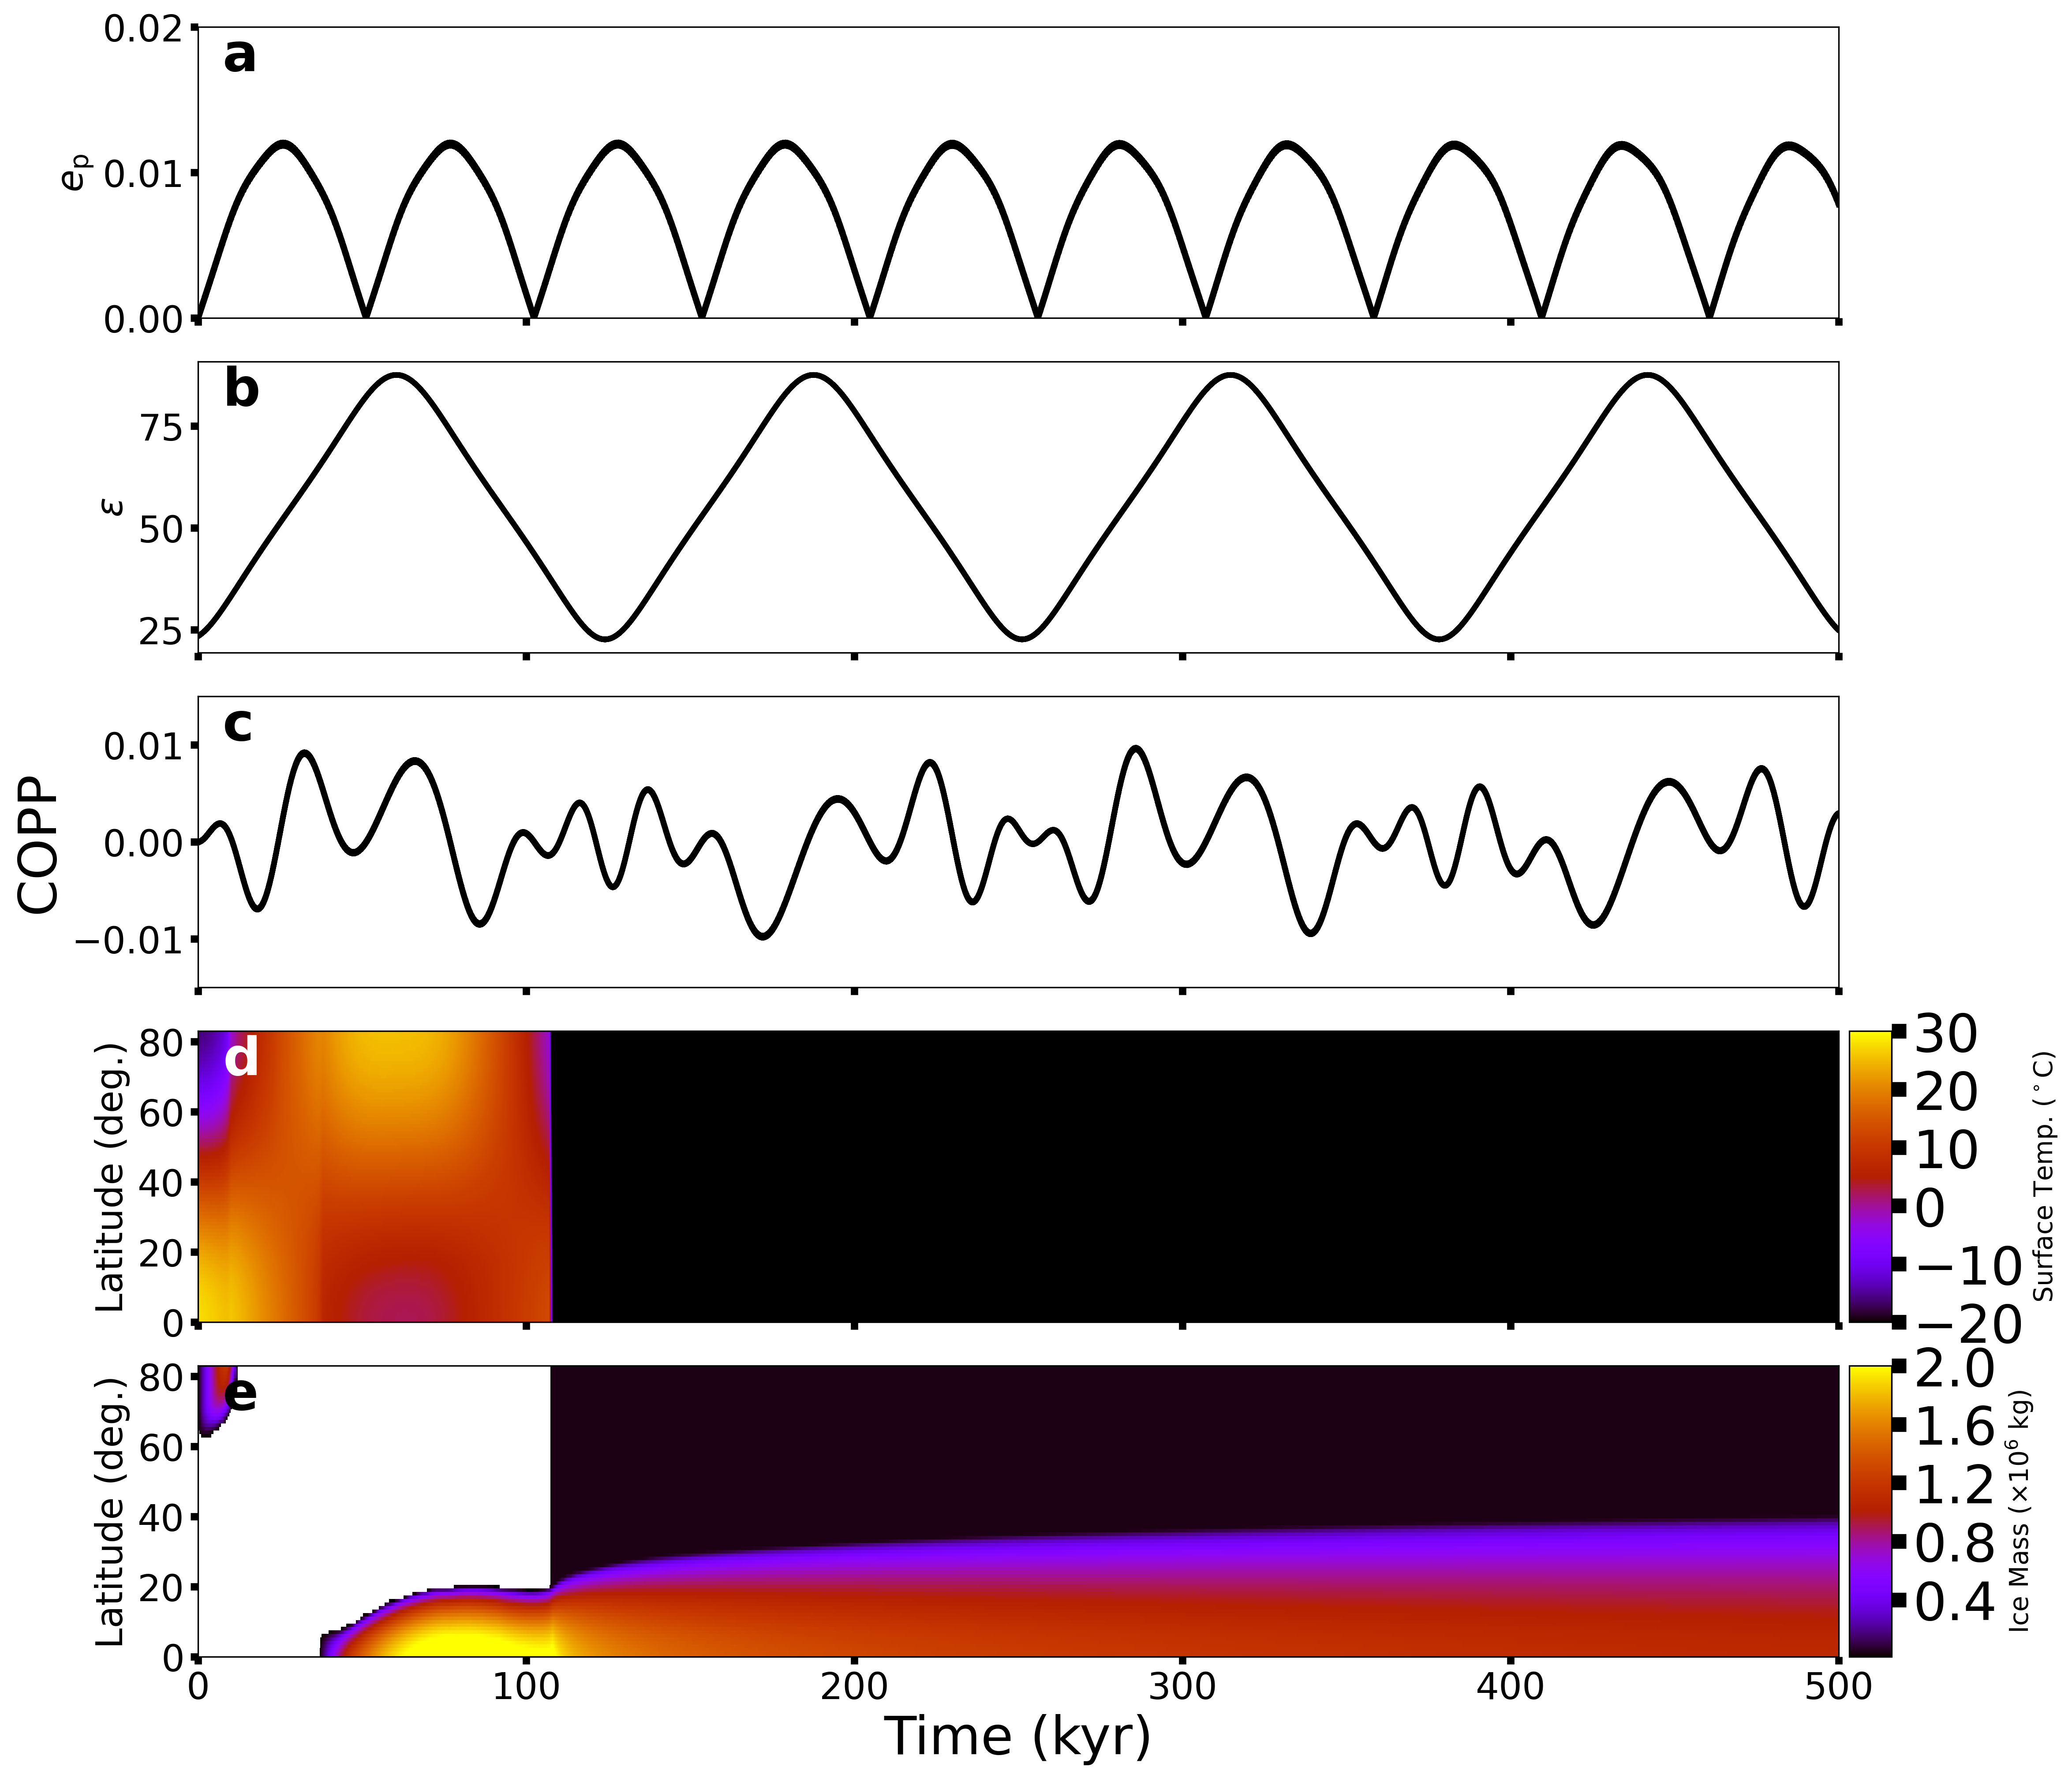 a
0.02
0.01
0.00
eₚ
b
75
50
25
ε
c
0.01
0.00
−0.01
COPP
d
80
60
40
20
0
Latitude (deg.)
30
20
10
0
−10
−20
Surface Temp. (°C)
e
80
60
40
20
0
Latitude (deg.)
2.0
1.6
1.2
0.8
0.4
Ice Mass (×10⁶ kg)
0 100 200 300 400 500
Time (kyr)